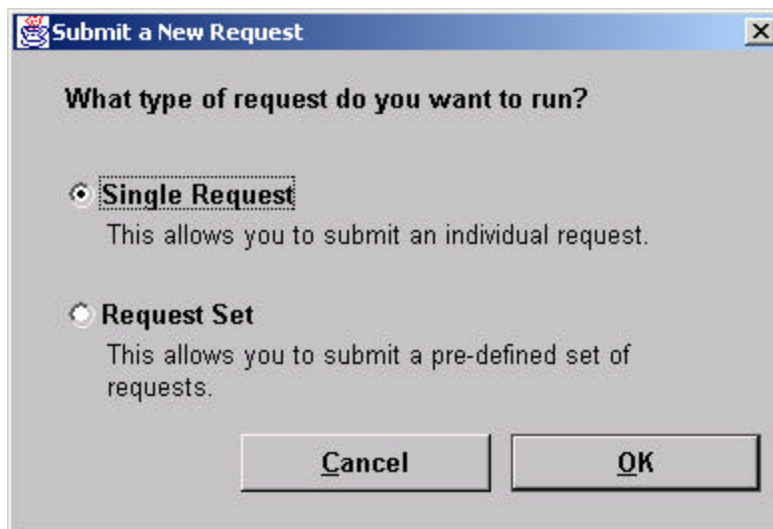 Submit a New Request
What type of request do you want to run?
Single Request
This allows you to submit an individual request.
Request Set
This allows you to submit a pre-defined set of
requests.
Cancel OK